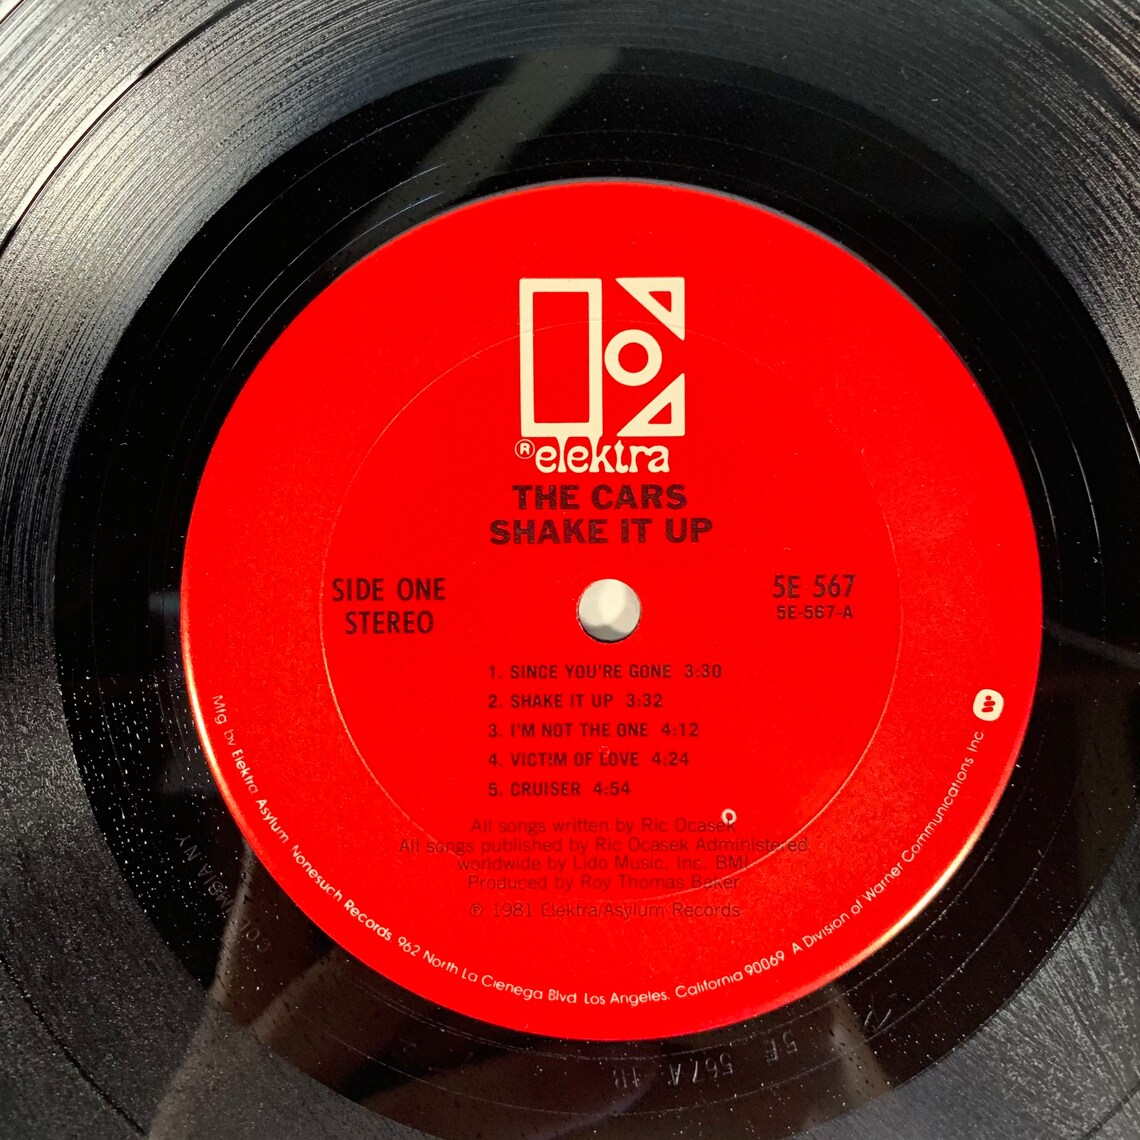 ® elektra
THE CARS
SHAKE IT UP
SIDE ONE
STEREO
5E 567
5E-567-A
1. SINCE YOU'RE GONE 3:30
2. SHAKE IT UP 3:32
3. I'M NOT THE ONE 4:12
4. VICTIM OF LOVE 4:24
5. CRUISER 4:54
All songs written by Ric Ocasek
All songs published by Ric Ocasek Administered
worldwide by Lido Music, Inc. BMI
Produced by Roy Thomas Baker
℗ 1981 Elektra/Asylum Records
Mfg by Elektra Asylum Nonesuch Records 962 North La Cienega Blvd Los Angeles, California 90069 A Division of Warner Communications Inc
5E 567A